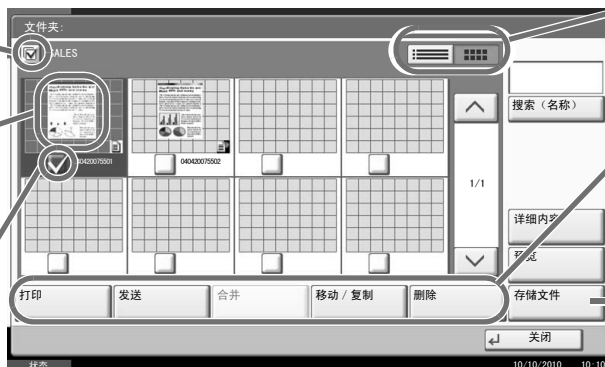 文件夹:
SALES
搜索（名称）
040420075501
040420075502
1/1
详细内容
预览
打印
发送
合并
移动 / 复制
删除
存储文件
关闭
状态
10/10/2010 10:10